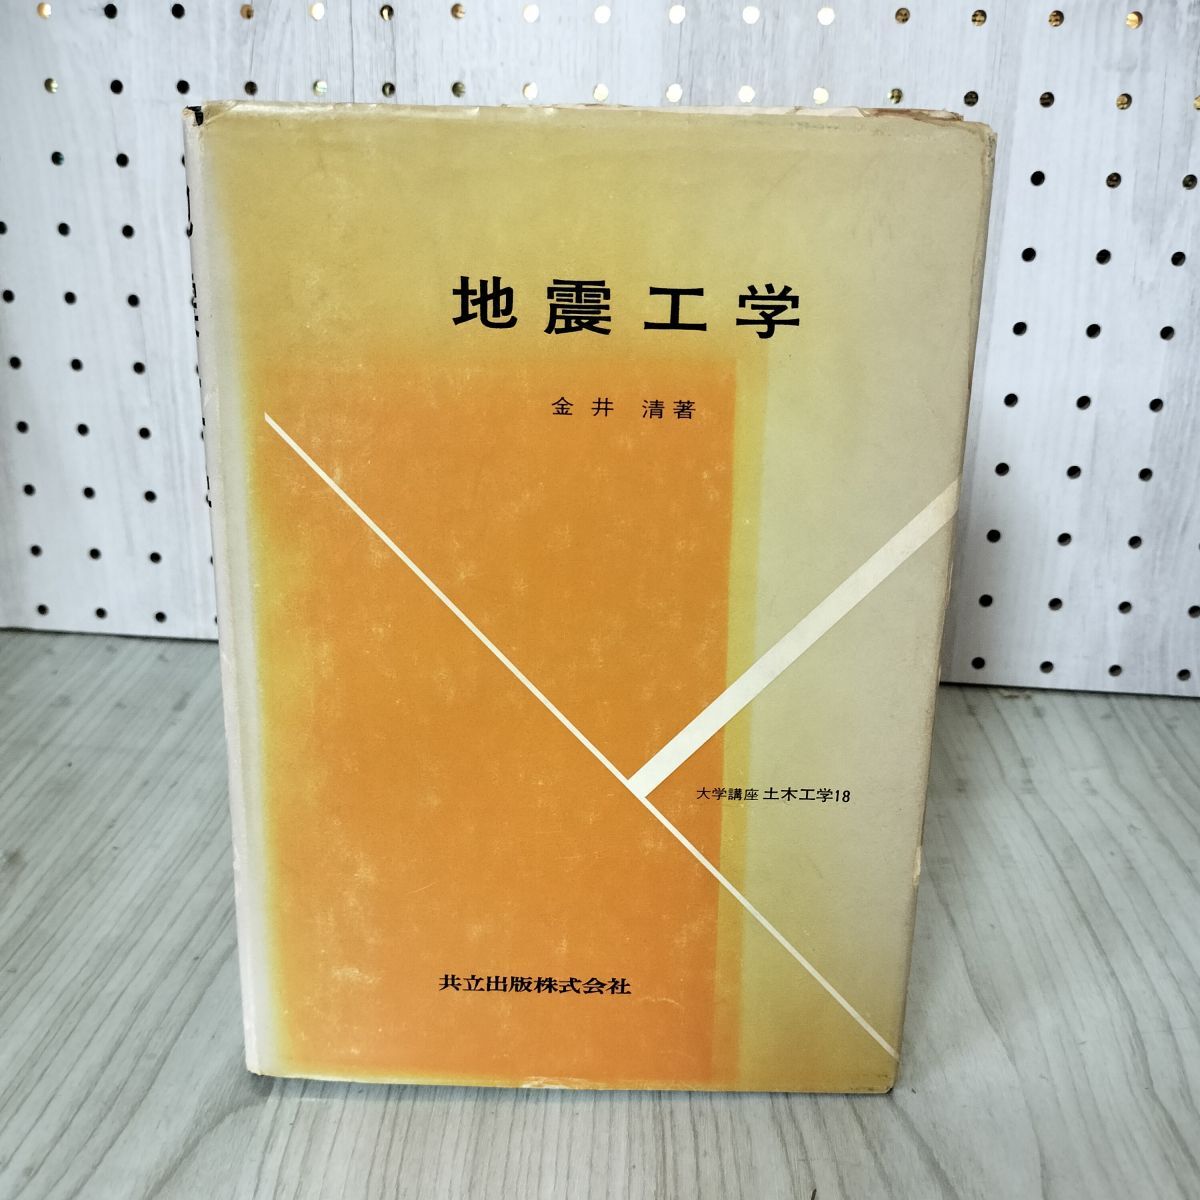 地震工学
金井 清著
大学講座 土木工学18
共立出版株式会社